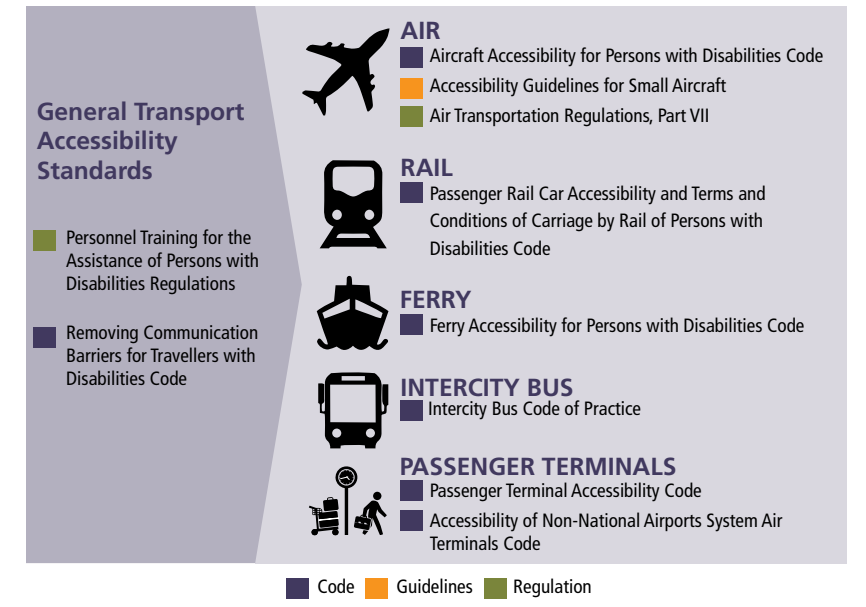 General Transport
Accessibility
Standards
Personnel Training for the
Assistance of Persons with
Disabilities Regulations
Removing Communication
Barriers for Travellers with
Disabilities Code
AIR
Aircraft Accessibility for Persons with Disabilities Code
Accessibility Guidelines for Small Aircraft
Air Transportation Regulations, Part VII
RAIL
Passenger Rail Car Accessibility and Terms and
Conditions of Carriage by Rail of Persons with
Disabilities Code
FERRY
Ferry Accessibility for Persons with Disabilities Code
INTERCITY BUS
Intercity Bus Code of Practice
PASSENGER TERMINALS
Passenger Terminal Accessibility Code
Accessibility of Non-National Airports System Air
Terminals Code
Code Guidelines Regulation